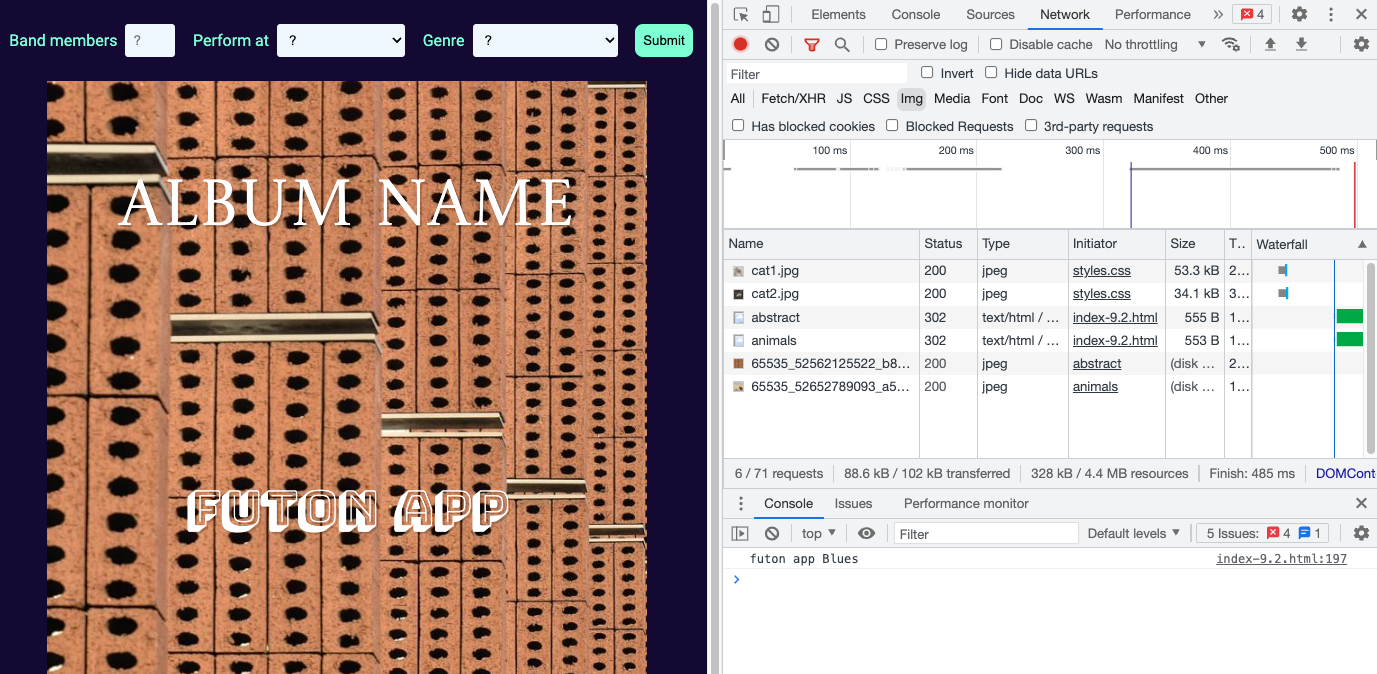 Band members ? Perform at ? Genre ? Submit
ALBUM NAME
FUTON APP
Elements Console Sources Network Performance » 4
Preserve log Disable cache No throttling
Filter Invert Hide data URLs
All Fetch/XHR JS CSS Img Media Font Doc WS Wasm Manifest Other
Has blocked cookies Blocked Requests 3rd-party requests
100 ms 200 ms 300 ms 400 ms 500 ms
Name Status Type Initiator Size T.. Waterfall
cat1.jpg 200 jpeg styles.css 53.3 kB 2...
cat2.jpg 200 jpeg styles.css 34.1 kB 3...
abstract 302 text/html / ... index-9.2.html 555 B 1...
animals 302 text/html / ... index-9.2.html 553 B 1...
65535_52562125522_b8... 200 jpeg abstract (disk ... 2...
65535_52652789093_a5... 200 jpeg animals (disk ... 1...
6 / 71 requests 88.6 kB / 102 kB transferred 328 kB / 4.4 MB resources Finish: 485 ms DOMCont
Console Issues Performance monitor
top Filter Default levels 5 Issues: 4 1
futon app Blues index-9.2.html:197